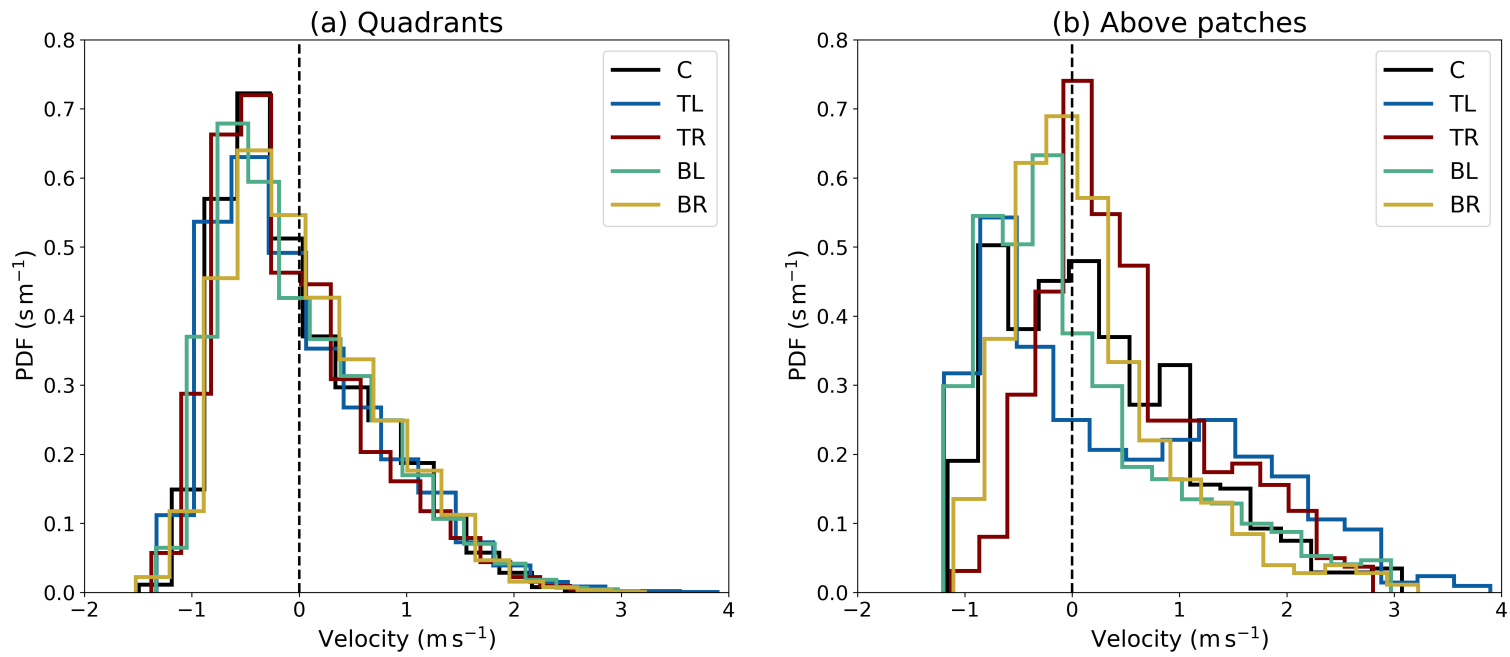 (a) Quadrants
PDF (s m⁻¹)
0.8
0.7
0.6
0.5
0.4
0.3
0.2
0.1
0.0
−2
−1
0
1
2
3
4
Velocity (m s⁻¹)
C
TL
TR
BL
BR
(b) Above patches
PDF (s m⁻¹)
0.8
0.7
0.6
0.5
0.4
0.3
0.2
0.1
0.0
−2
−1
0
1
2
3
4
Velocity (m s⁻¹)
C
TL
TR
BL
BR